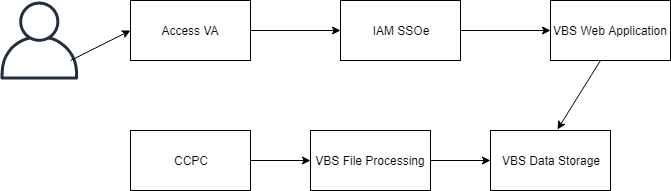 Access VA
IAM SSOe
VBS Web Application
CCPC
VBS File Processing
VBS Data Storage